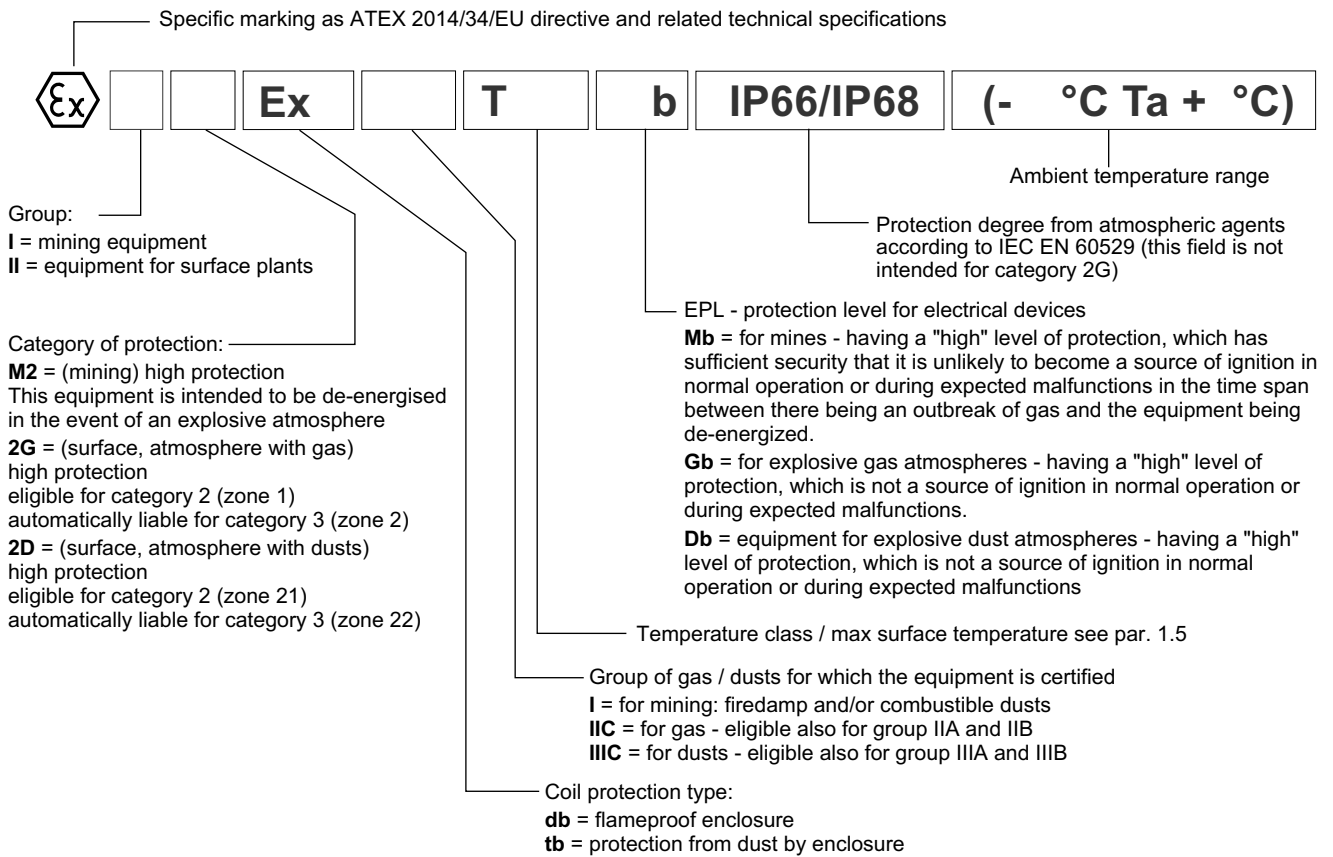 Specific marking as ATEX 2014/34/EU directive and related technical specifications
Ex Ex T b IP66/IP68 (- °C Ta + °C)
Ambient temperature range
Group:
I = mining equipment
II = equipment for surface plants
Protection degree from atmospheric agents
according to IEC EN 60529 (this field is not
intended for category 2G)
Category of protection:
M2 = (mining) high protection
This equipment is intended to be de-energised
in the event of an explosive atmosphere
2G = (surface, atmosphere with gas)
high protection
eligible for category 2 (zone 1)
automatically liable for category 3 (zone 2)
2D = (surface, atmosphere with dusts)
high protection
eligible for category 2 (zone 21)
automatically liable for category 3 (zone 22)
EPL - protection level for electrical devices
Mb = for mines - having a "high" level of protection, which has
sufficient security that it is unlikely to become a source of ignition in
normal operation or during expected malfunctions in the time span
between there being an outbreak of gas and the equipment being
de-energized.
Gb = for explosive gas atmospheres - having a "high" level of
protection, which is not a source of ignition in normal operation or
during expected malfunctions.
Db = equipment for explosive dust atmospheres - having a "high"
level of protection, which is not a source of ignition in normal
operation or during expected malfunctions
Temperature class / max surface temperature see par. 1.5
Group of gas / dusts for which the equipment is certified
I = for mining: firedamp and/or combustible dusts
IIC = for gas - eligible also for group IIA and IIB
IIIC = for dusts - eligible also for group IIIA and IIIB
Coil protection type:
db = flameproof enclosure
tb = protection from dust by enclosure